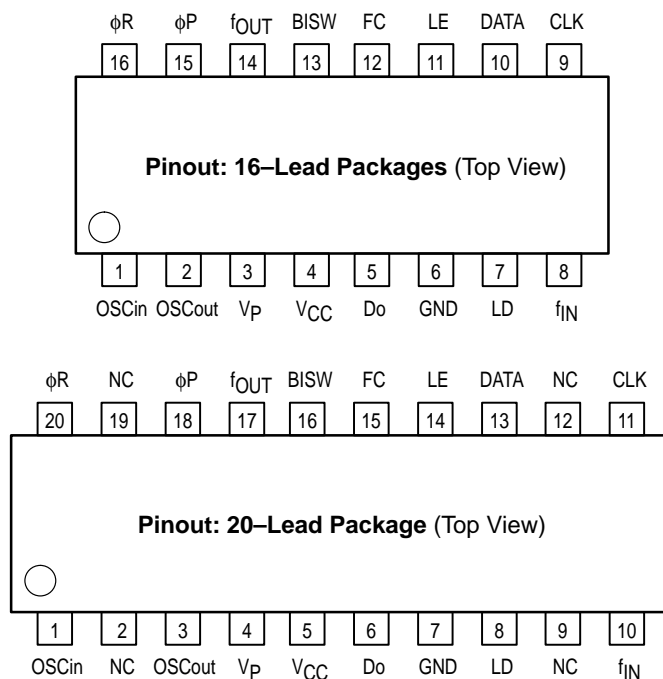 ϕR ϕP fOUT BISW FC LE DATA CLK
16 15 14 13 12 11 10 9
Pinout: 16–Lead Packages (Top View)
1 2 3 4 5 6 7 8
OSCin OSCout VP VCC Do GND LD fIN
ϕR NC ϕP fOUT BISW FC LE DATA NC CLK
20 19 18 17 16 15 14 13 12 11
Pinout: 20–Lead Package (Top View)
1 2 3 4 5 6 7 8 9 10
OSCin NC OSCout VP VCC Do GND LD NC fIN